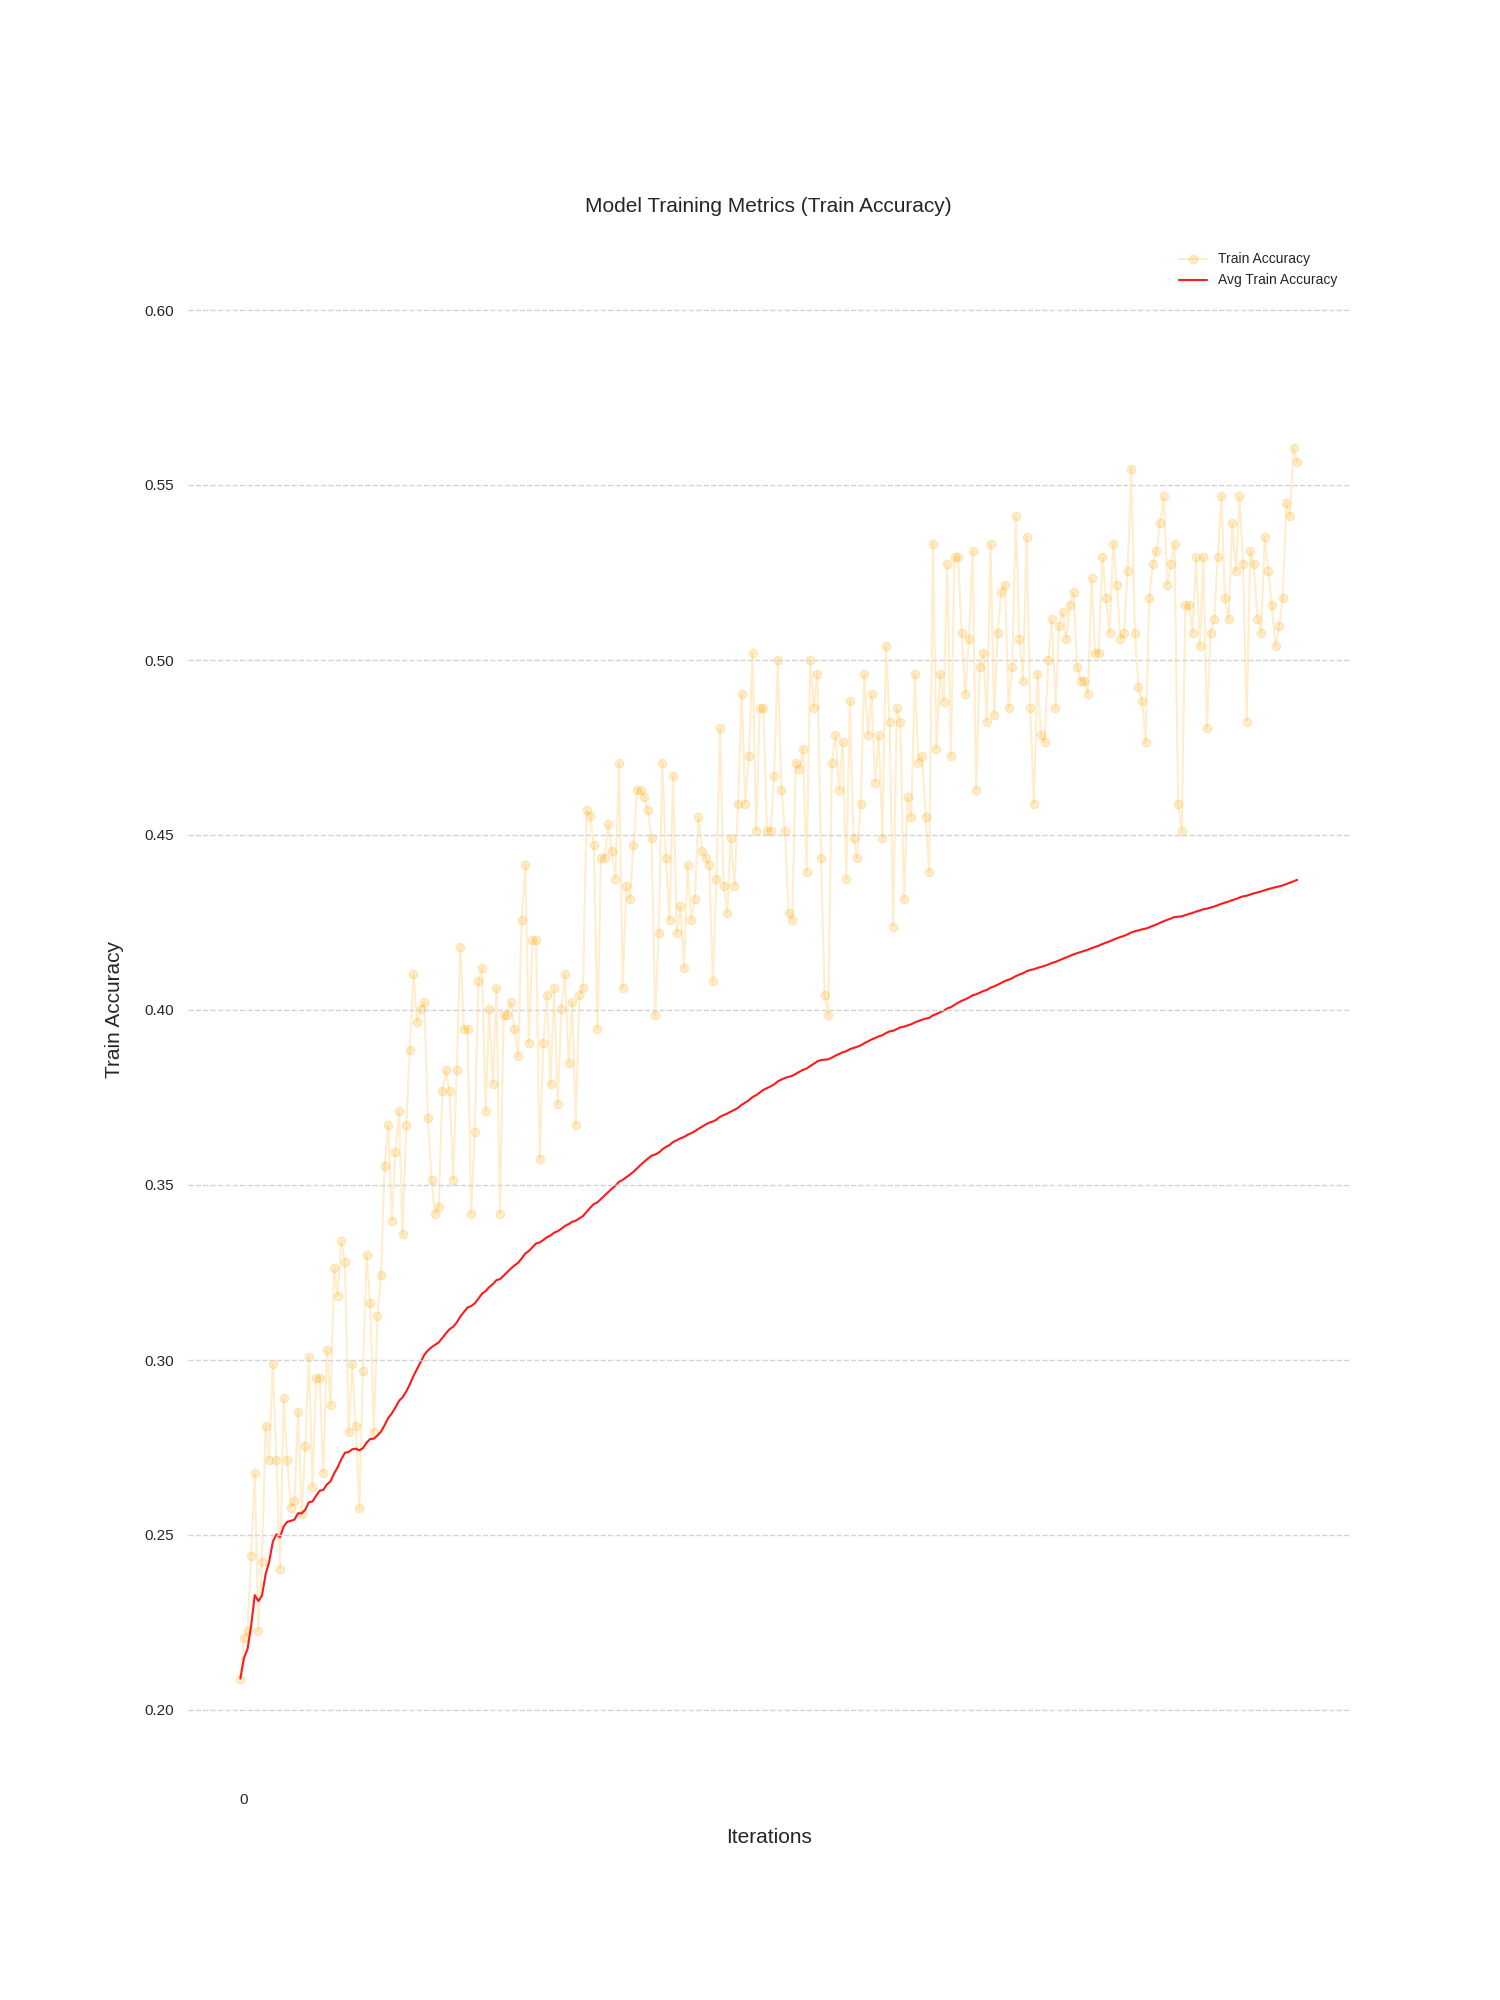 Model Training Metrics (Train Accuracy)
Train Accuracy
Avg Train Accuracy
0.60
0.55
0.50
0.45
0.40
0.35
0.30
0.25
0.20
Train Accuracy
0
Iterations